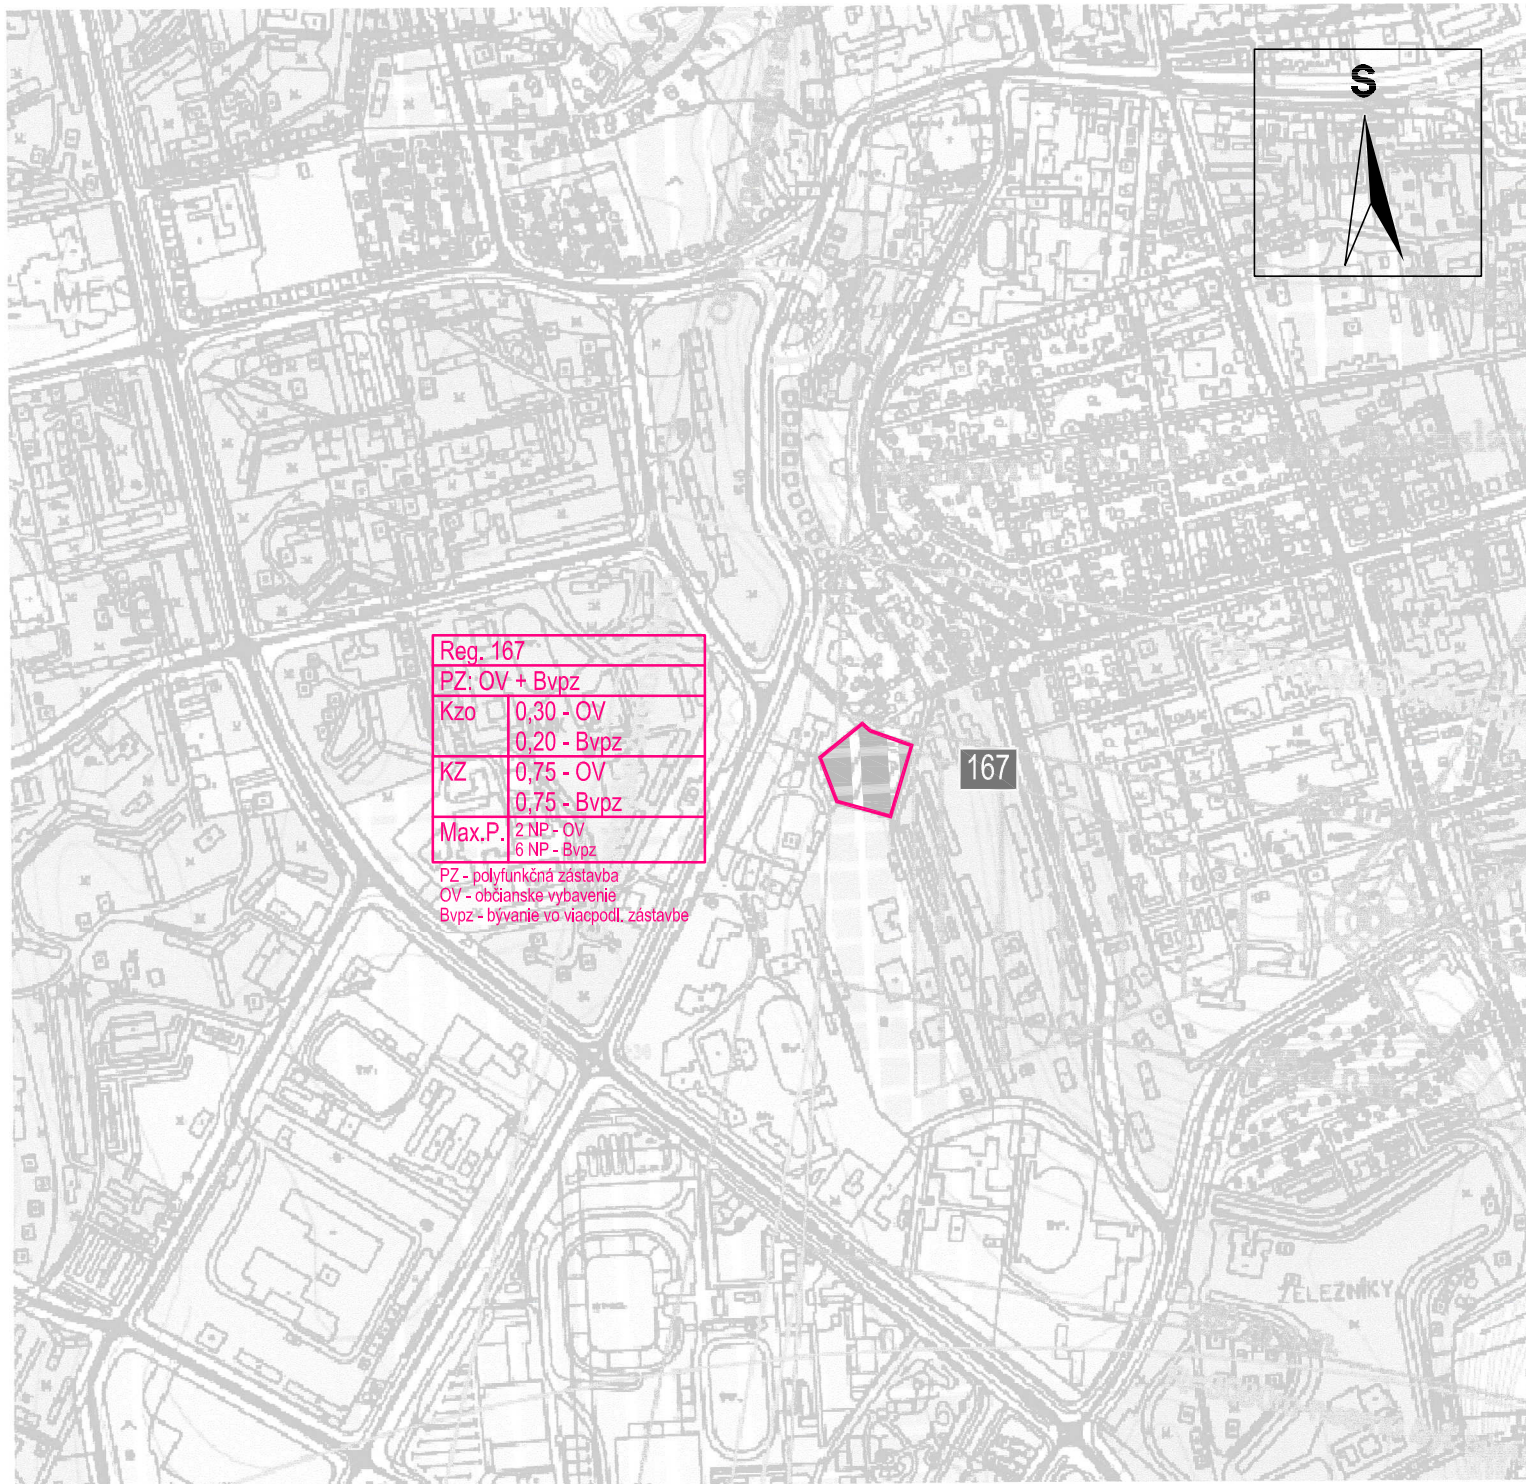 S
Reg. 167
PZ: OV + Bvpz
Kzo 0,30 - OV
0,20 - Bvpz
KZ 0,75 - OV
0,75 - Bvpz
Max.P. 2 NP - OV
6 NP - Bvpz
PZ - polyfunkčná zástavba
OV - občianske vybavenie
Bvpz - bývanie vo viacpodl. zástavbe
167
ŽELEZNÍKY